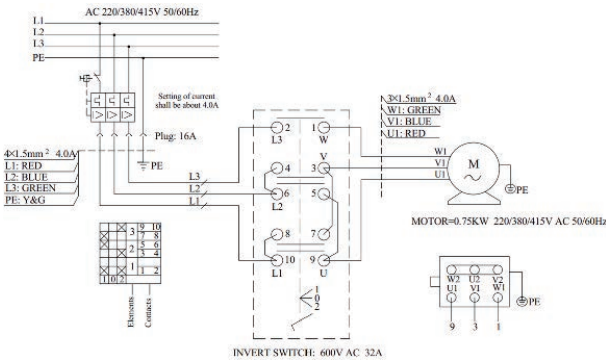 AC 220/380/415V 50/60Hz
L1
L2
L3
PE
Setting of current
shall be about 4.0A
Plug: 16A
PE
4×1.5mm² 4.0A
L1: RED
L2: BLUE
L3: GREEN
PE: Y&G
L3
L2
L1
2 1
L3 W
4 3 V
6 5
L2
8 7
10 9
L1 U
1
0
2
3×1.5mm² 4.0A
W1: GREEN
V1: BLUE
U1: RED
W1
V1
U1
M
PE
MOTOR=0.75KW 220/380/415V AC 50/60Hz
3 9 10
7 8
2 5 6
3 4
1 1 2
1 0 2
Elements
Contacts
W2 U2 V2
U1 V1 W1
PE
9 3 1
INVERT SWITCH: 600V AC 32A